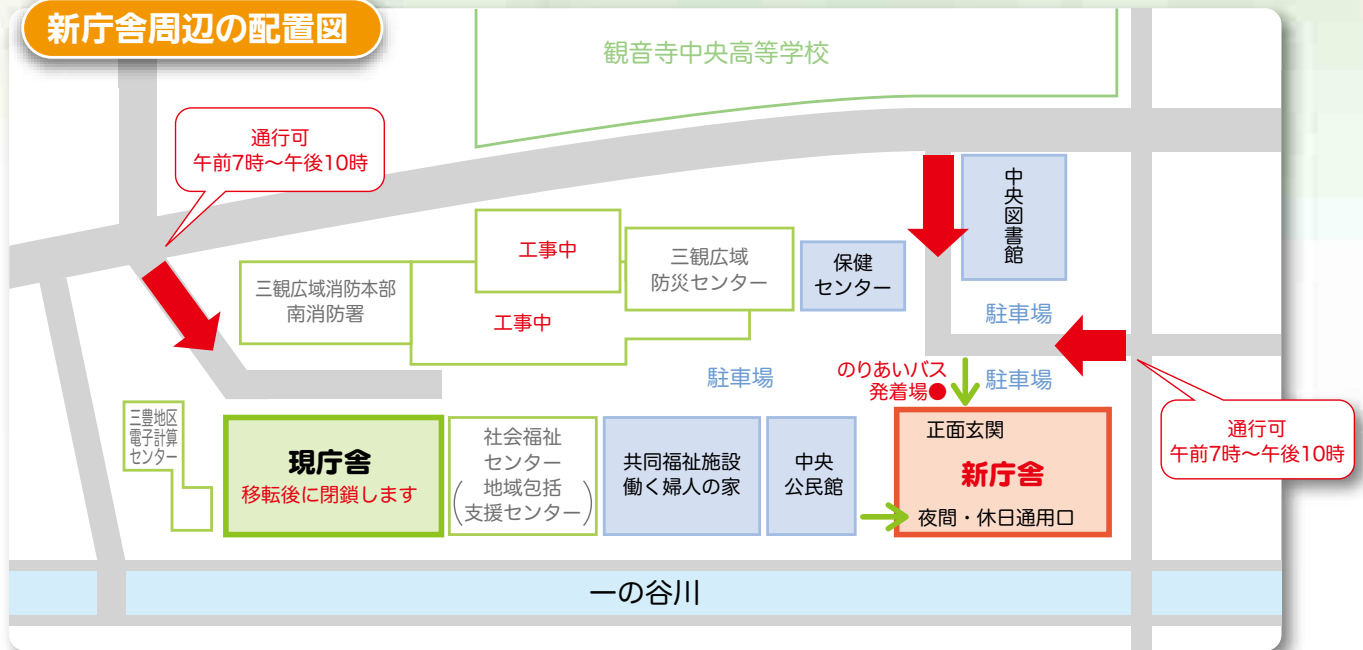 新庁舎周辺の配置図
観音寺中央高等学校
通行可
午前7時～午後10時
中央図書館
工事中
三観広域
防災センター
保健
センター
三観広域消防本部
南消防署
工事中
駐車場
駐車場
のりあいバス
発着場●
駐車場
通行可
午前7時～午後10時
三豊地区
電子計算
センター
現庁舎
移転後に閉鎖します
社会福祉
センター
(地域包括
支援センター)
共同福祉施設
働く婦人の家
中央
公民館
正面玄関
新庁舎
夜間・休日通用口
一の谷川